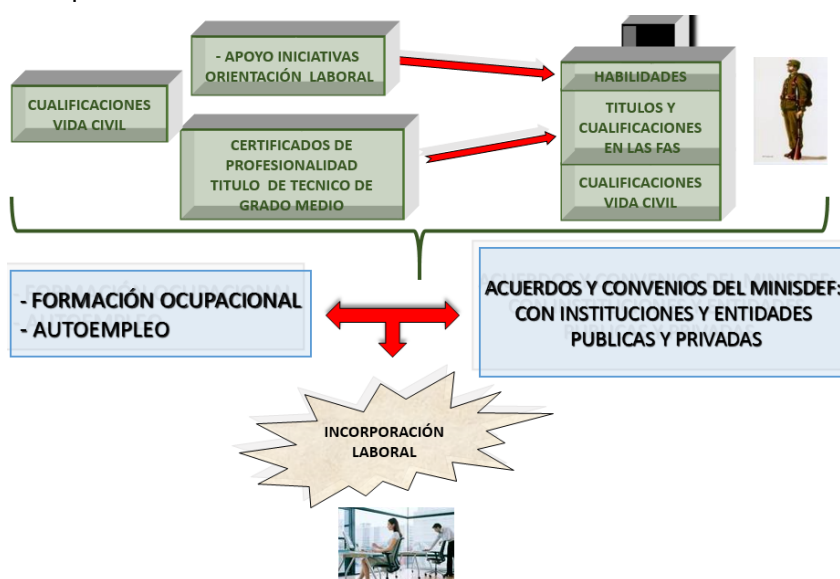 - APOYO INICIATIVAS
ORIENTACIÓN LABORAL
CUALIFICACIONES
VIDA CIVIL
CERTIFICADOS DE
PROFESIONALIDAD
TITULO DE TECNICO DE
GRADO MEDIO
HABILIDADES
TITULOS Y
CUALIFICACIONES
EN LAS FAS
CUALIFICACIONES
VIDA CIVIL
- FORMACIÓN OCUPACIONAL
- AUTOEMPLEO
ACUERDOS Y CONVENIOS DEL MINISDEF:
CON INSTITUCIONES Y ENTIDADES
PUBLICAS Y PRIVADAS
INCORPORACIÓN
LABORAL